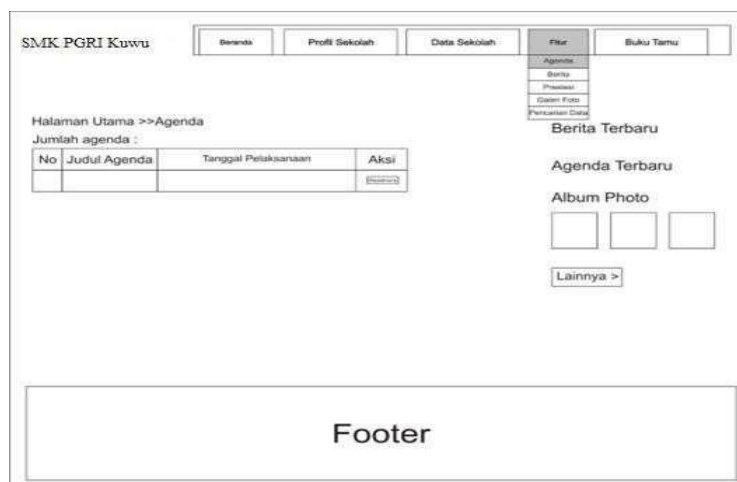 SMK PGRI Kuwu
Beranda
Profil Sekolah
Data Sekolah
Fitur
Buku Tamu
Agenda
Berita
Prestasi
Galeri Foto
Pencarian Data
Halaman Utama >>Agenda
Jumlah agenda :
No Judul Agenda Tanggal Pelaksanaan Aksi
Berita Terbaru
Agenda Terbaru
Album Photo
Lainnya >
Footer